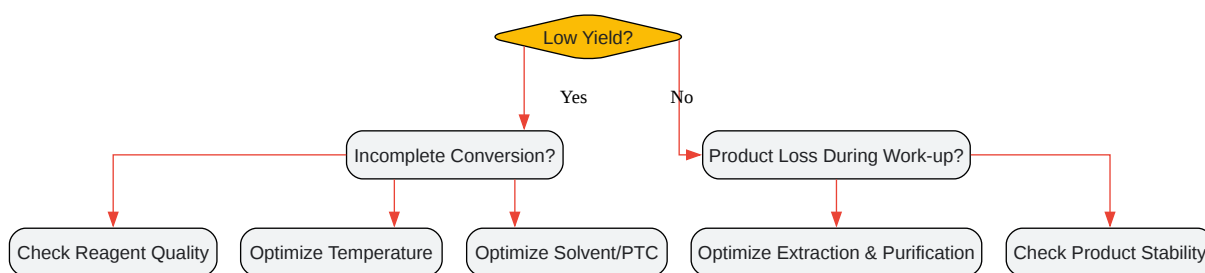 Low Yield?
Yes
No
Incomplete Conversion?
Product Loss During Work-up?
Check Reagent Quality
Optimize Temperature
Optimize Solvent/PTC
Optimize Extraction & Purification
Check Product Stability